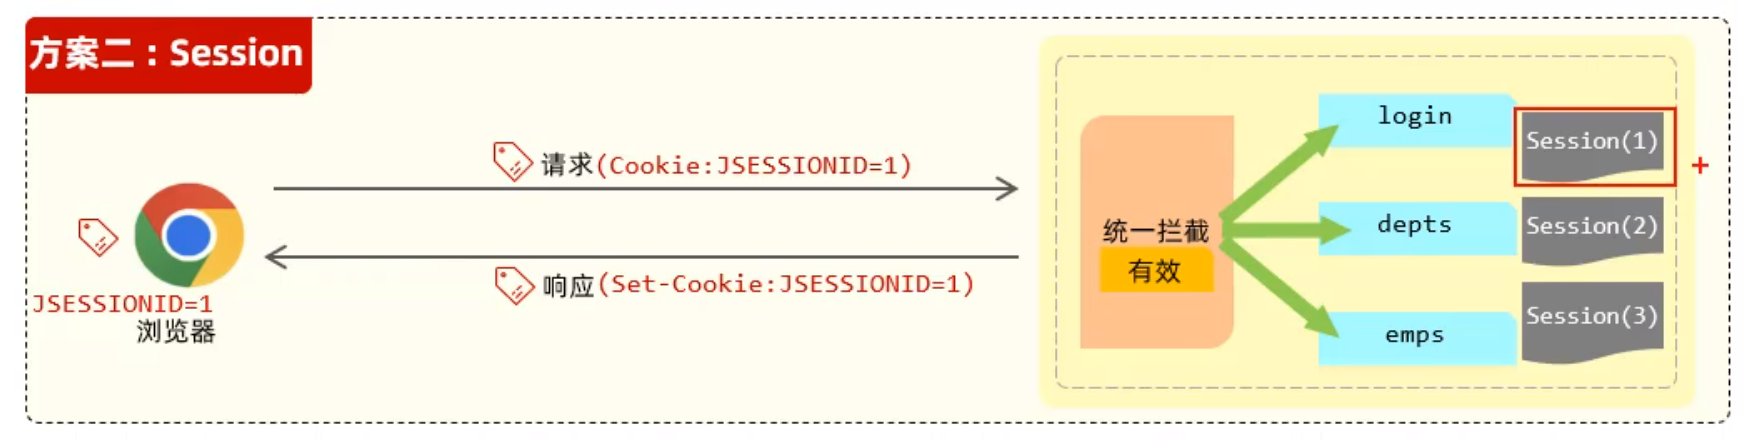 方案二：Session
请求(Cookie:JSESSIONID=1)
响应(Set-Cookie:JSESSIONID=1)
JSESSIONID=1
浏览器
统一拦截
有效
login
depts
emps
Session(1)
+
Session(2)
Session(3)